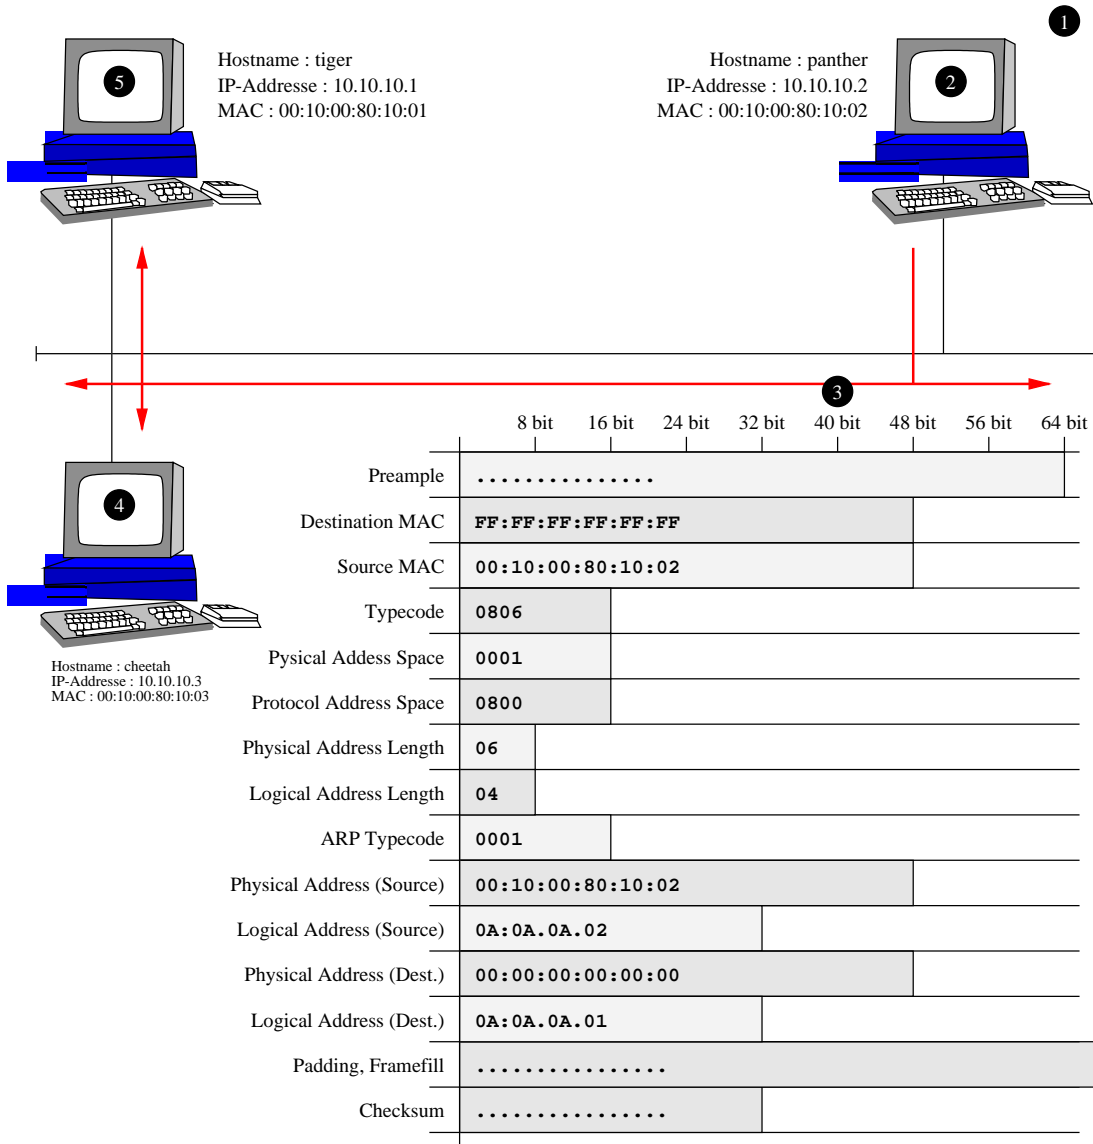 1
5
Hostname : tiger
IP-Addresse : 10.10.10.1
MAC : 00:10:00:80:10:01
Hostname : panther
IP-Addresse : 10.10.10.2
MAC : 00:10:00:80:10:02
2
3
8 bit 16 bit 24 bit 32 bit 40 bit 48 bit 56 bit 64 bit
4
Hostname : cheetah
IP-Addresse : 10.10.10.3
MAC : 00:10:00:80:10:03
Preample ...............
Destination MAC FF:FF:FF:FF:FF:FF
Source MAC 00:10:00:80:10:02
Typecode 0806
Pysical Addess Space 0001
Protocol Address Space 0800
Physical Address Length 06
Logical Address Length 04
ARP Typecode 0001
Physical Address (Source) 00:10:00:80:10:02
Logical Address (Source) 0A:0A.0A.02
Physical Address (Dest.) 00:00:00:00:00:00
Logical Address (Dest.) 0A:0A.0A.01
Padding, Framefill ................
Checksum ................